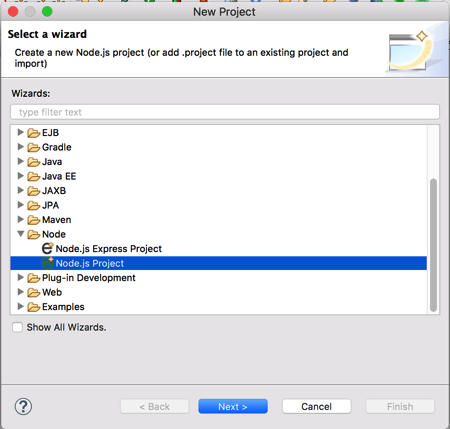 New Project
Select a wizard
Create a new Node.js project (or add .project file to an existing project and
import)
Wizards:
type filter text
EJB
Gradle
Java
Java EE
JAXB
JPA
Maven
Node
Node.js Express Project
Node.js Project
Plug-in Development
Web
Examples
Show All Wizards.
?
< Back
Next >
Cancel
Finish